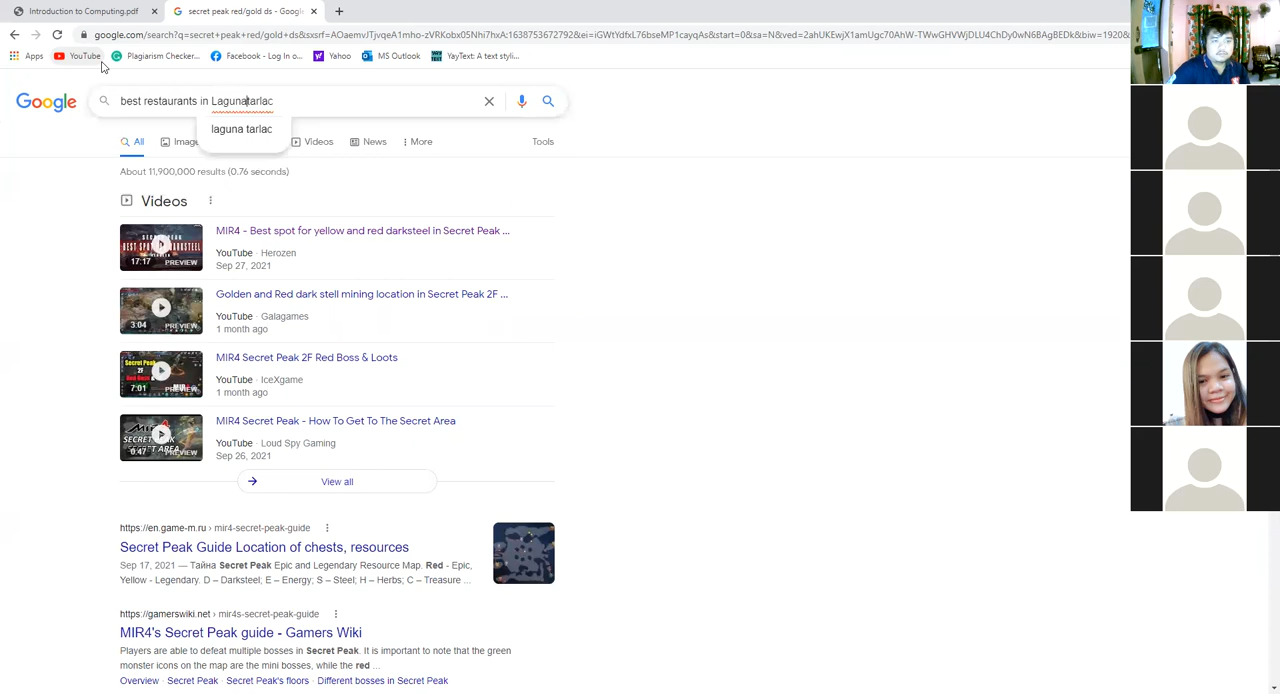 Introduction to Computing.pdf
secret peak red/gold ds - Google
google.com/search?q=secret+peak+red/gold+ds&sxsrf=AOaemvJTjvqeA1mho-zVRKobx05Nhi7hxA:1638753672792&ei=iGWtYdfxL76bseMP1cayqAs&start=0&sa=N&ved=2ahUKEwjX1amUgc70AhW-TWwGHVWjDLU4ChDy0wN6BAgBEDk&biw=1920&
Apps
YouTube
Plagiarism Checker...
Facebook - Log In o...
Yahoo
MS Outlook
YayText: A text styli...
Google
best restaurants in Lagunatarlac
laguna tarlac
All
Image
Videos
News
More
Tools
About 11,900,000 results (0.76 seconds)
Videos
MIR4 - Best spot for yellow and red darksteel in Secret Peak ...
YouTube · Herozen
Sep 27, 2021
17:17
PREVIEW
Golden and Red dark stell mining location in Secret Peak 2F ...
YouTube · Galagames
1 month ago
3:04
PREVIEW
MIR4 Secret Peak 2F Red Boss & Loots
YouTube · IceXgame
1 month ago
7:01
PREVIEW
MIR4 Secret Peak - How To Get To The Secret Area
YouTube · Loud Spy Gaming
Sep 26, 2021
0:47
PREVIEW
View all
https://en.game-m.ru › mir4-secret-peak-guide
Secret Peak Guide Location of chests, resources
Sep 17, 2021 — Тайна Secret Peak Epic and Legendary Resource Map. Red - Epic,
Yellow - Legendary. D – Darksteel; E – Energy; S – Steel; H – Herbs; C – Treasure ...
https://gamerswiki.net › mir4s-secret-peak-guide
MIR4's Secret Peak guide - Gamers Wiki
Players are able to defeat multiple bosses in Secret Peak. It is important to note that the green
monster icons on the map are the mini bosses, while the red ...
Overview · Secret Peak · Secret Peak's floors · Different bosses in Secret Peak